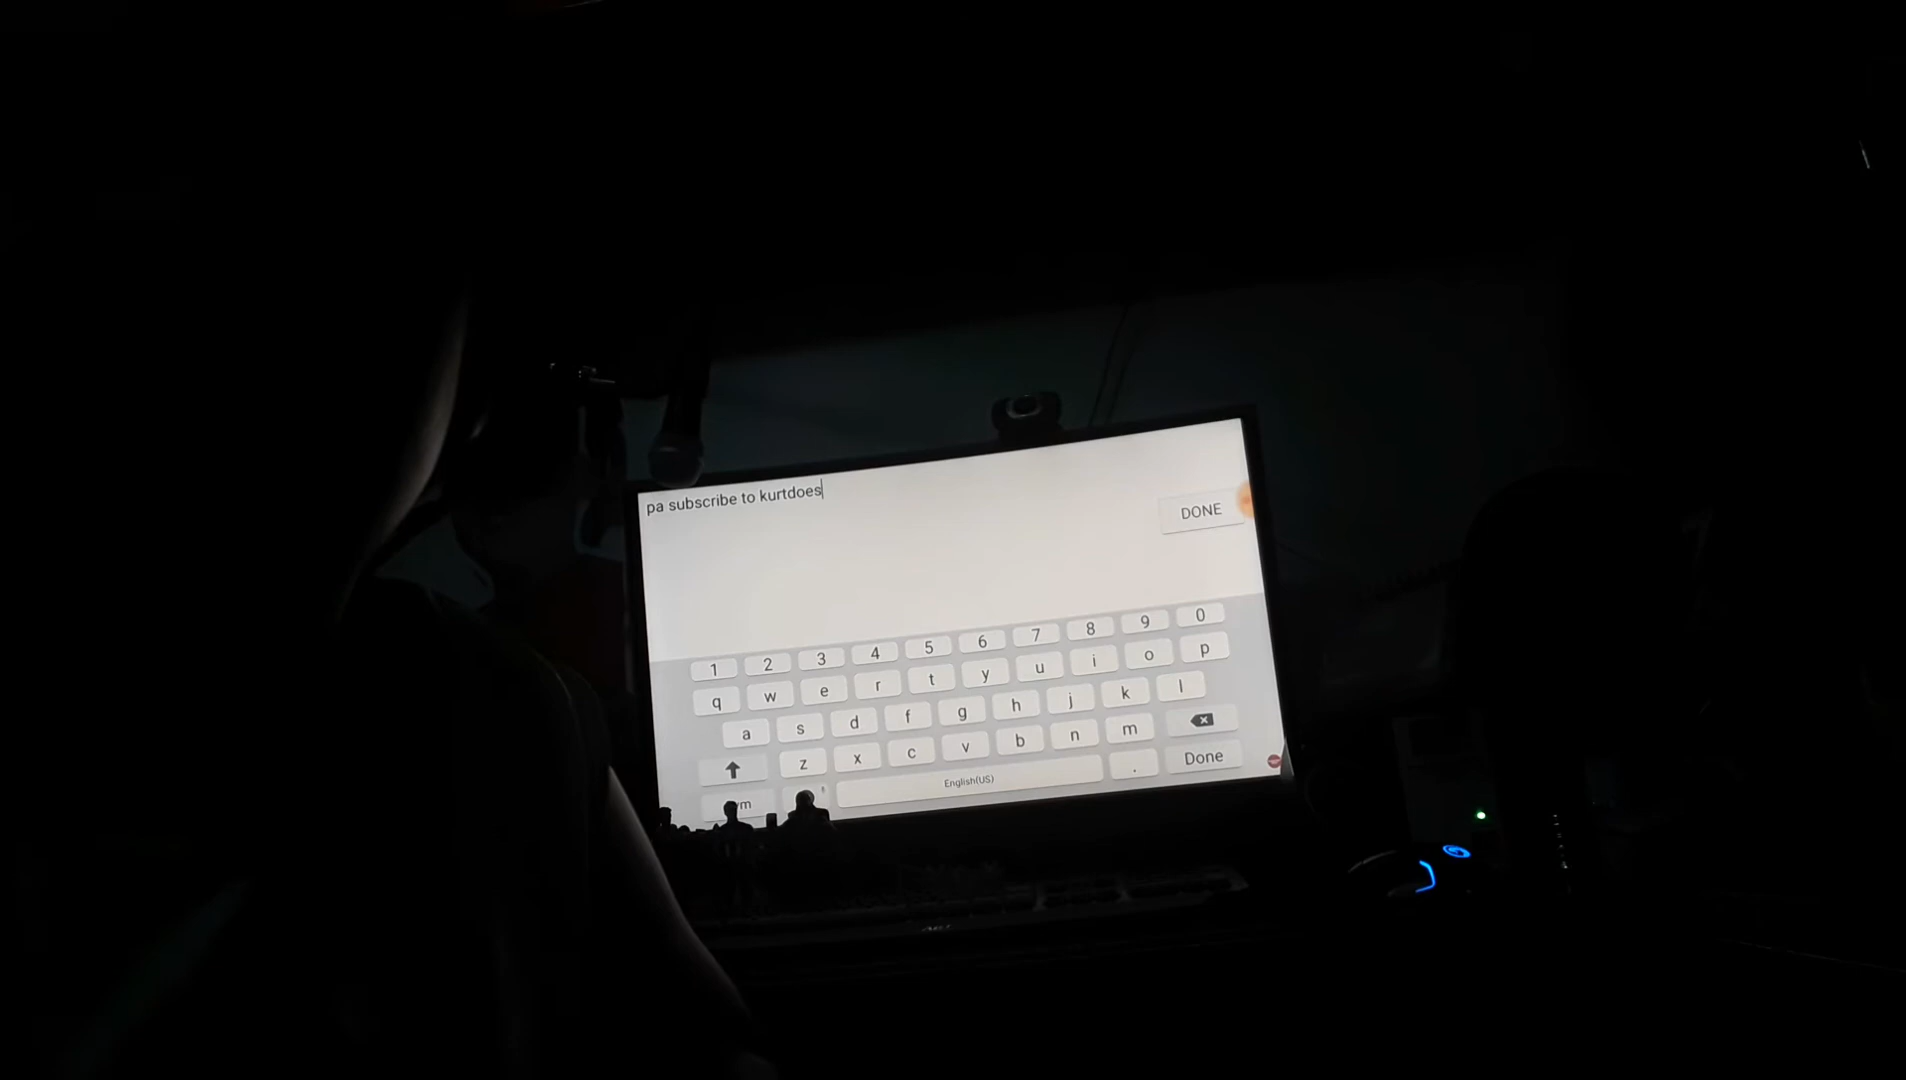 pa subscribe to kurtdoes
DONE
1 2 3 4 5 6 7 8 9 0
q w e r t y u i o p
a s d f g h j k l
z x c v b n m
English(US) . Done